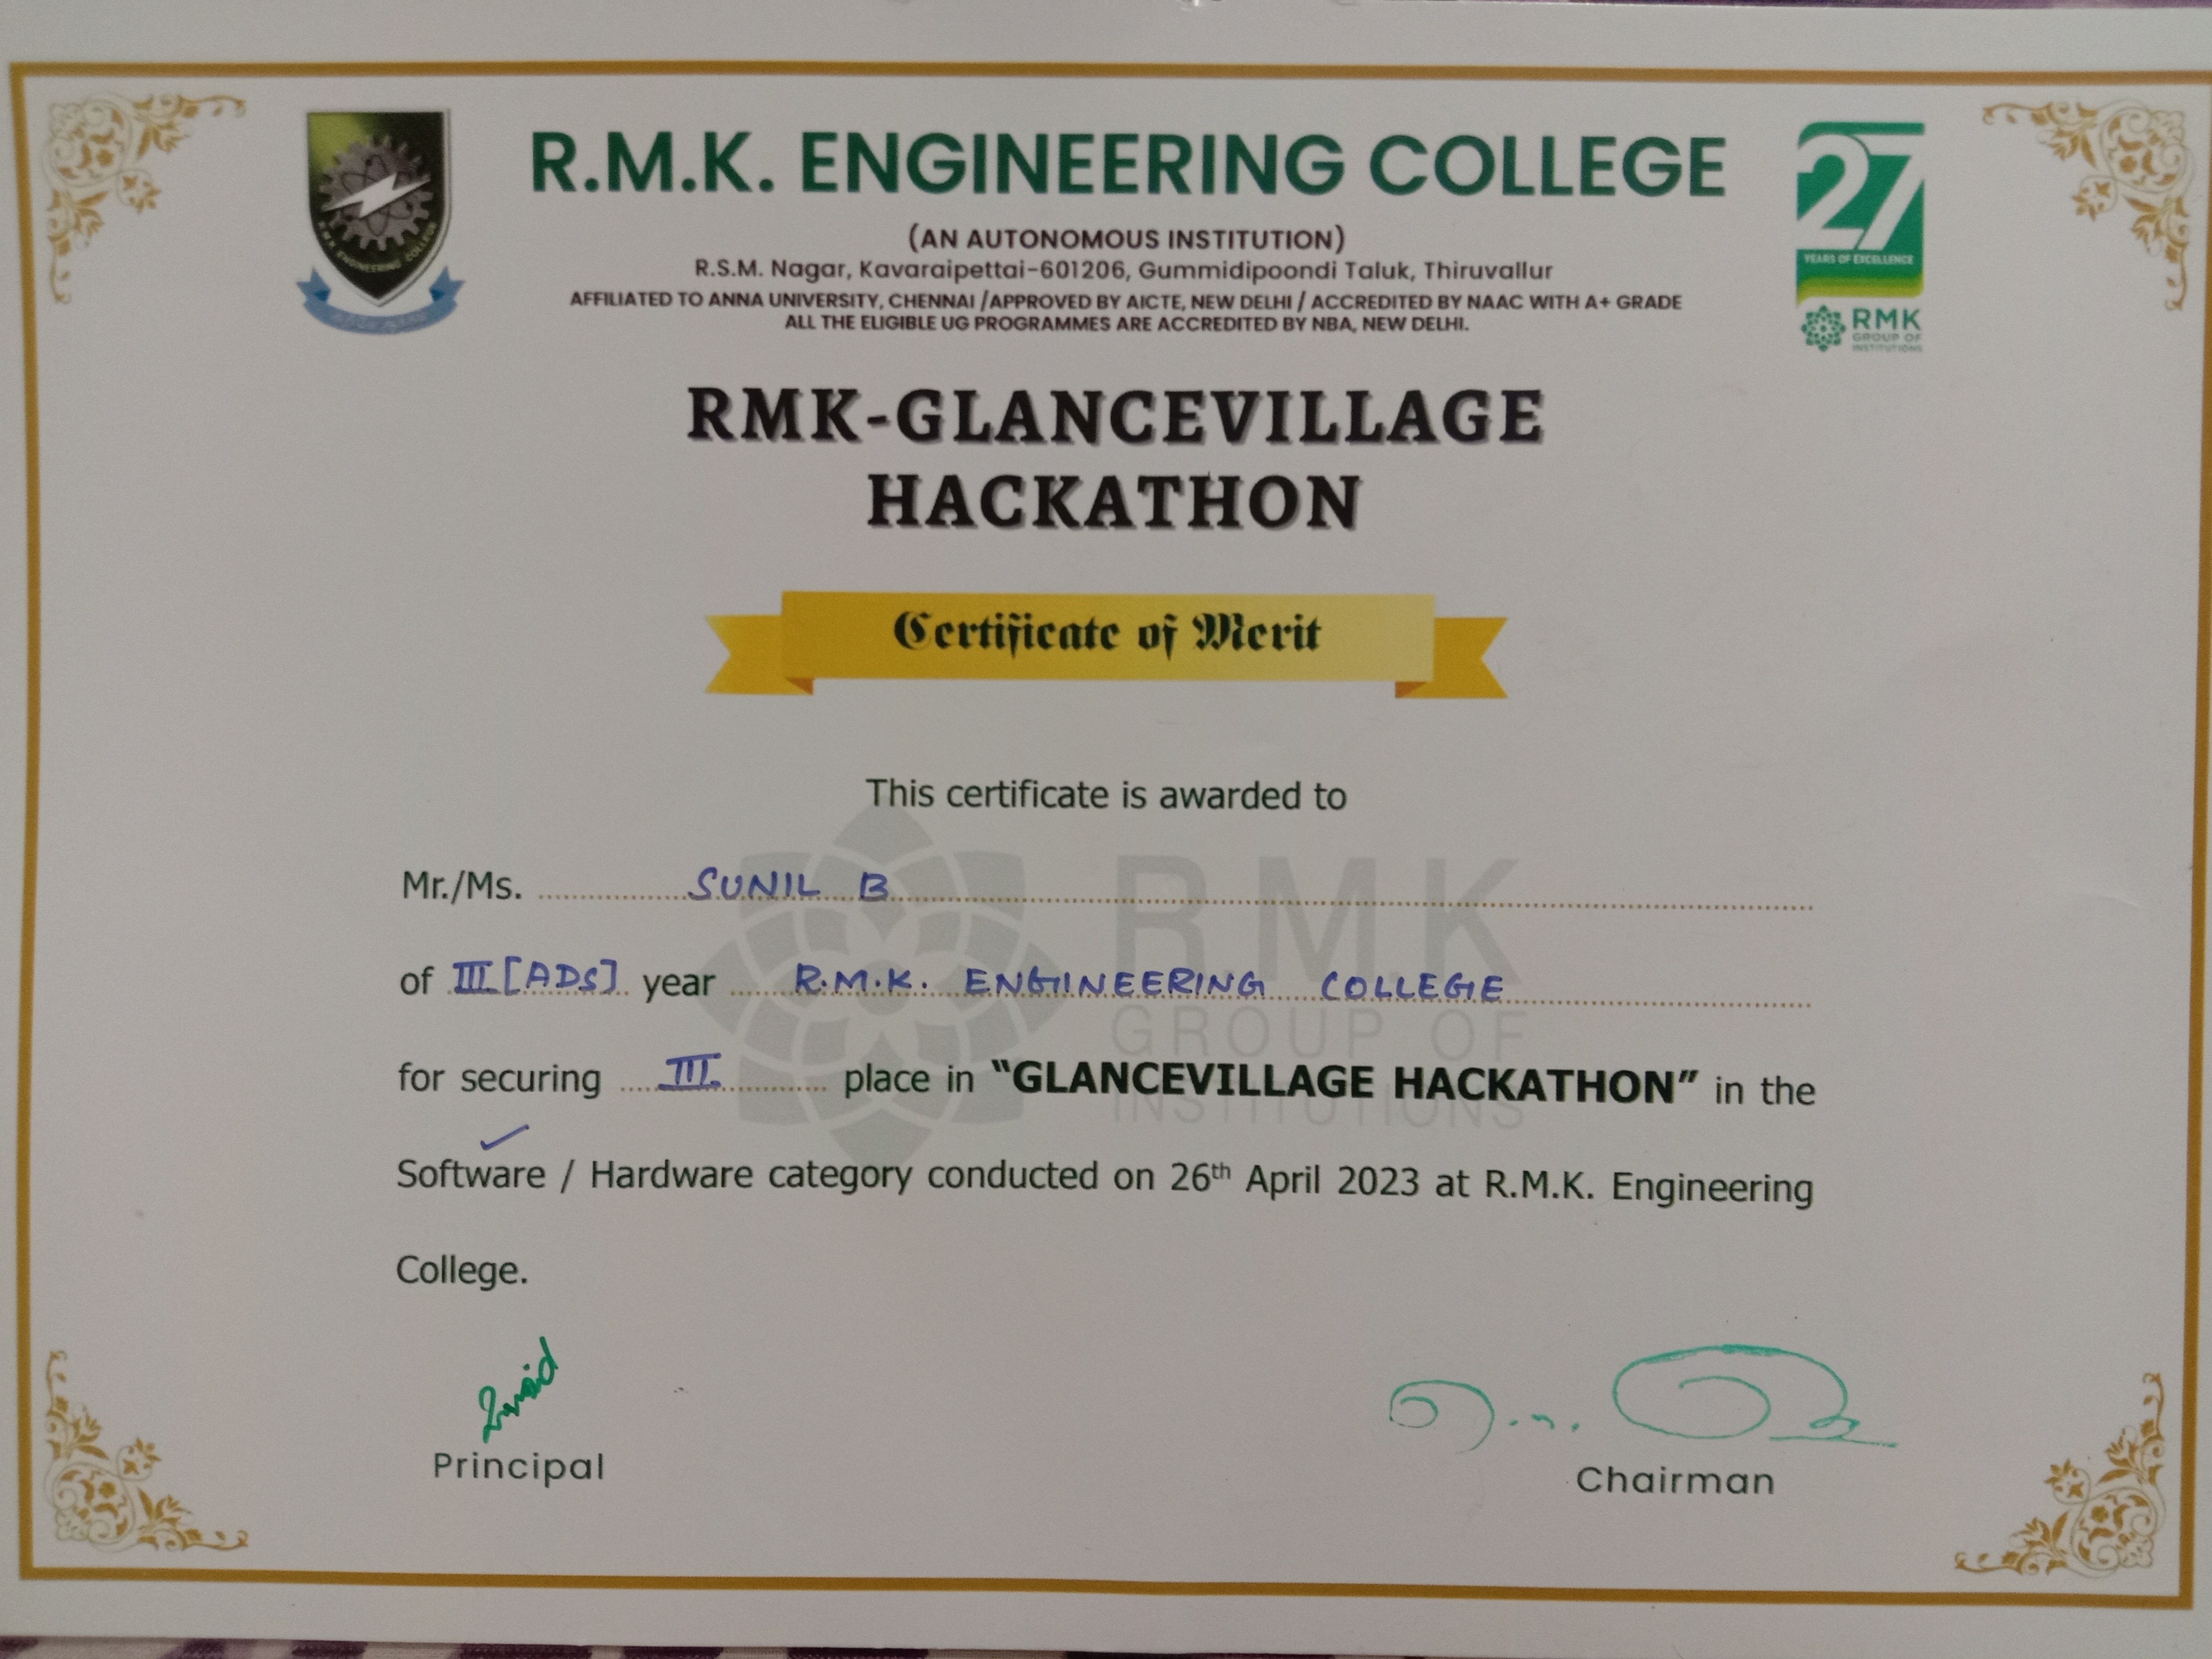 R.M.K. ENGINEERING COLLEGE
(AN AUTONOMOUS INSTITUTION)
R.S.M. Nagar, Kavaraipettai-601206, Gummidipoondi Taluk, Thiruvallur
AFFILIATED TO ANNA UNIVERSITY, CHENNAI /APPROVED BY AICTE, NEW DELHI / ACCREDITED BY NAAC WITH A+ GRADE
ALL THE ELIGIBLE UG PROGRAMMES ARE ACCREDITED BY NBA, NEW DELHI.
R.M.K. ENGINEERING COLLEGE
27
YEARS OF EXCELLENCE
RMK
GROUP OF
INSTITUTIONS
RMK-GLANCEVILLAGE
HACKATHON
Certificate of Merit
This certificate is awarded to
Mr./Ms. SUNIL B
of III [ADS] year R.M.K. ENGINEERING COLLEGE
for securing III. place in "GLANCEVILLAGE HACKATHON" in the
Software / Hardware category conducted on 26th April 2023 at R.M.K. Engineering
College.
R.M.K
GROUP OF
INSTITUTIONS
Principal
Chairman